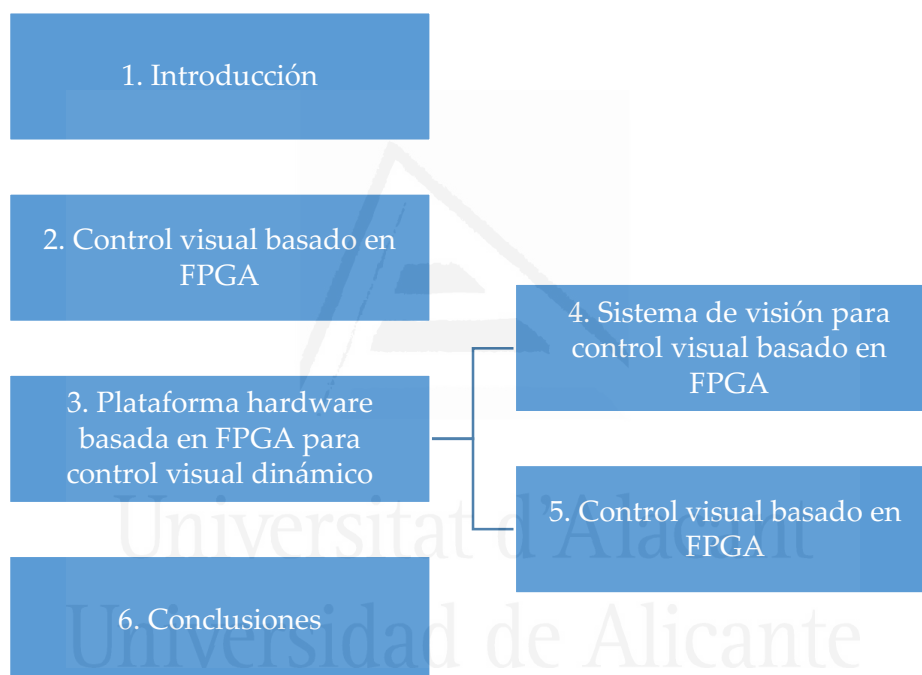 1. Introducción
2. Control visual basado en
FPGA
3. Plataforma hardware
basada en FPGA para
control visual dinámico
4. Sistema de visión para
control visual basado en
FPGA
5. Control visual basado en
FPGA
6. Conclusiones
Universitat d'Alacant
Universidad de Alicante